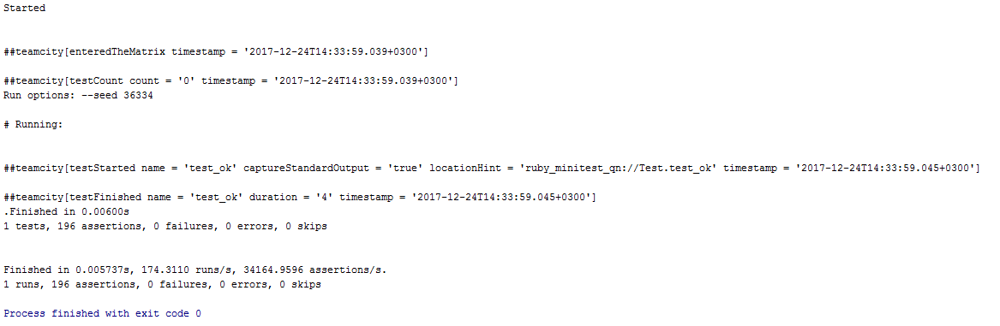 Started
##teamcity[enteredTheMatrix timestamp = '2017-12-24T14:33:59.039+0300']
##teamcity[testCount count = '0' timestamp = '2017-12-24T14:33:59.039+0300']
Run options: --seed 36334
# Running:
##teamcity[testStarted name = 'test_ok' captureStandardOutput = 'true' locationHint = 'ruby_minitest_qn://Test.test_ok' timestamp = '2017-12-24T14:33:59.045+0300']
##teamcity[testFinished name = 'test_ok' duration = '4' timestamp = '2017-12-24T14:33:59.045+0300']
.Finished in 0.00600s
1 tests, 196 assertions, 0 failures, 0 errors, 0 skips
Finished in 0.005737s, 174.3110 runs/s, 34164.9596 assertions/s.
1 runs, 196 assertions, 0 failures, 0 errors, 0 skips
Process finished with exit code 0